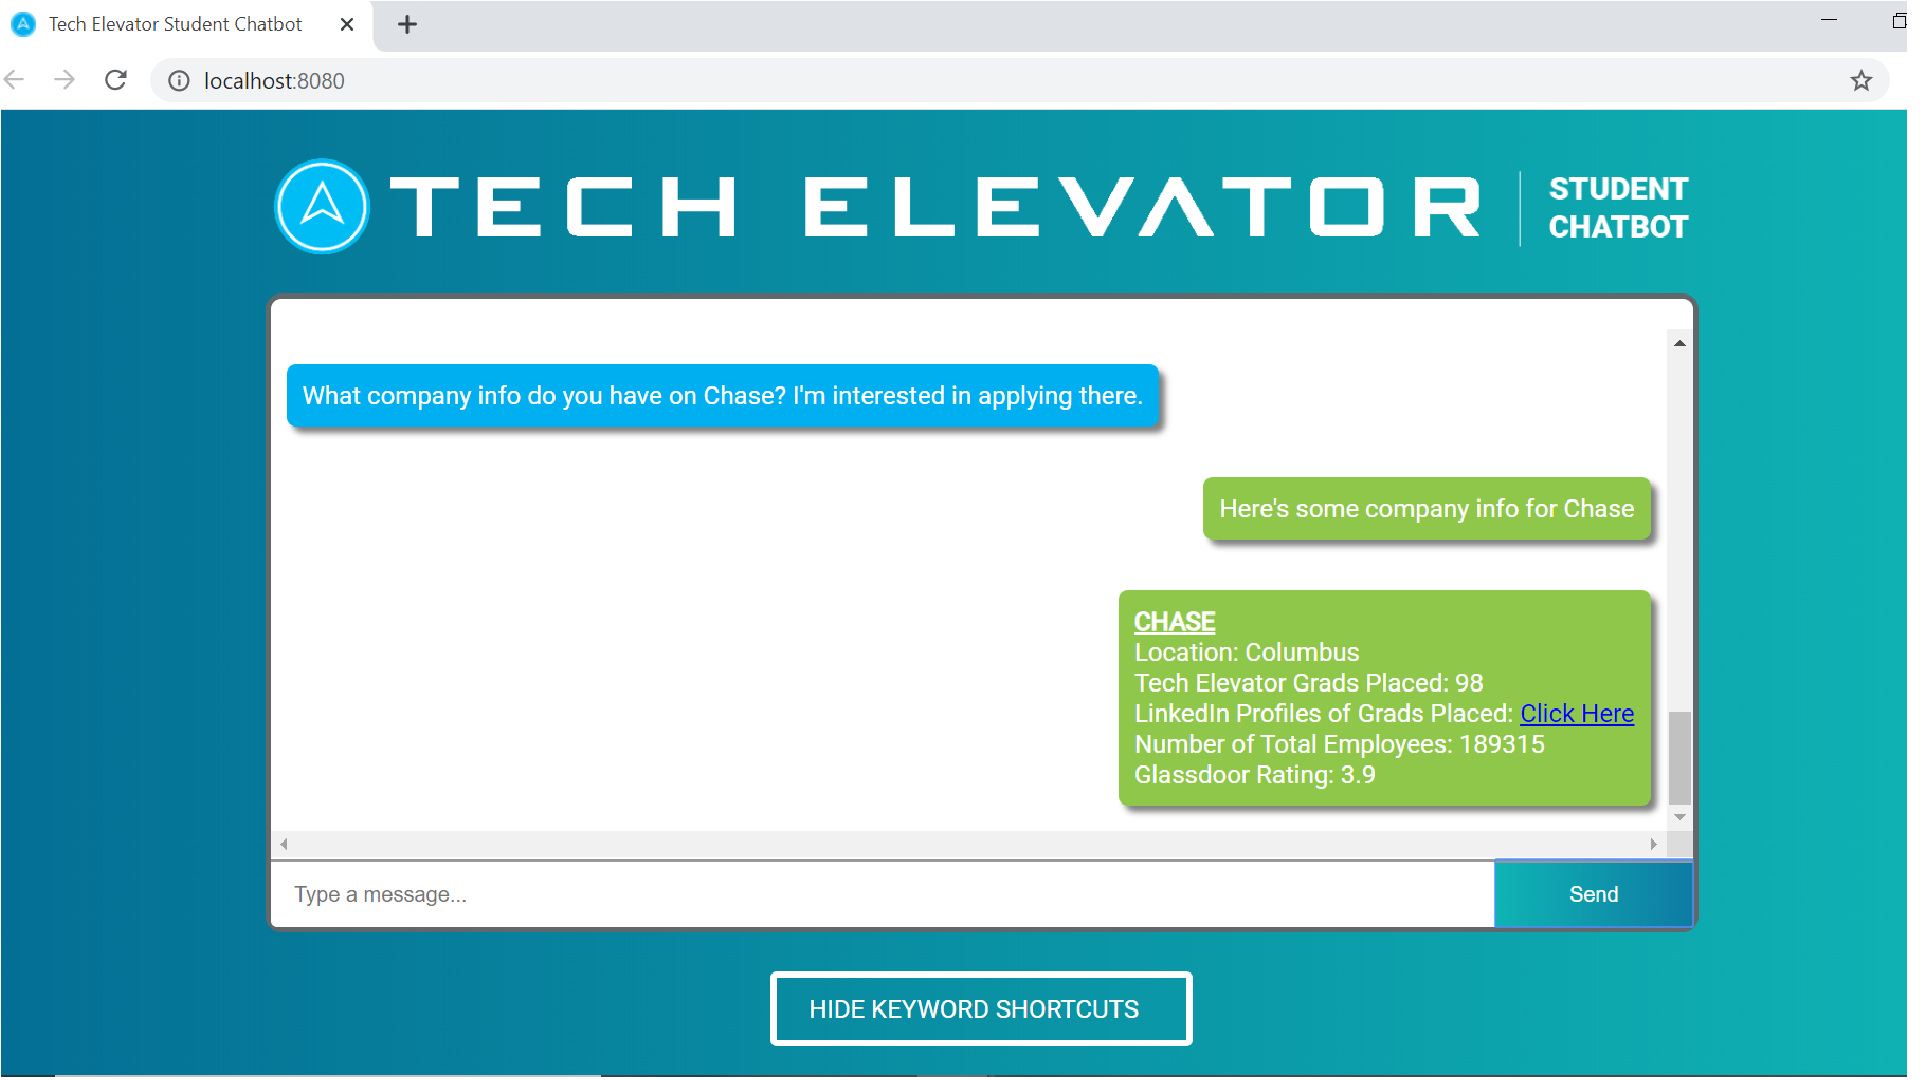 Tech Elevator Student Chatbot
localhost:8080
TECH ELEVATOR
STUDENT
CHATBOT
What company info do you have on Chase? I'm interested in applying there.
Here's some company info for Chase
CHASE
Location: Columbus
Tech Elevator Grads Placed: 98
LinkedIn Profiles of Grads Placed: Click Here
Number of Total Employees: 189315
Glassdoor Rating: 3.9
Type a message...
Send
HIDE KEYWORD SHORTCUTS